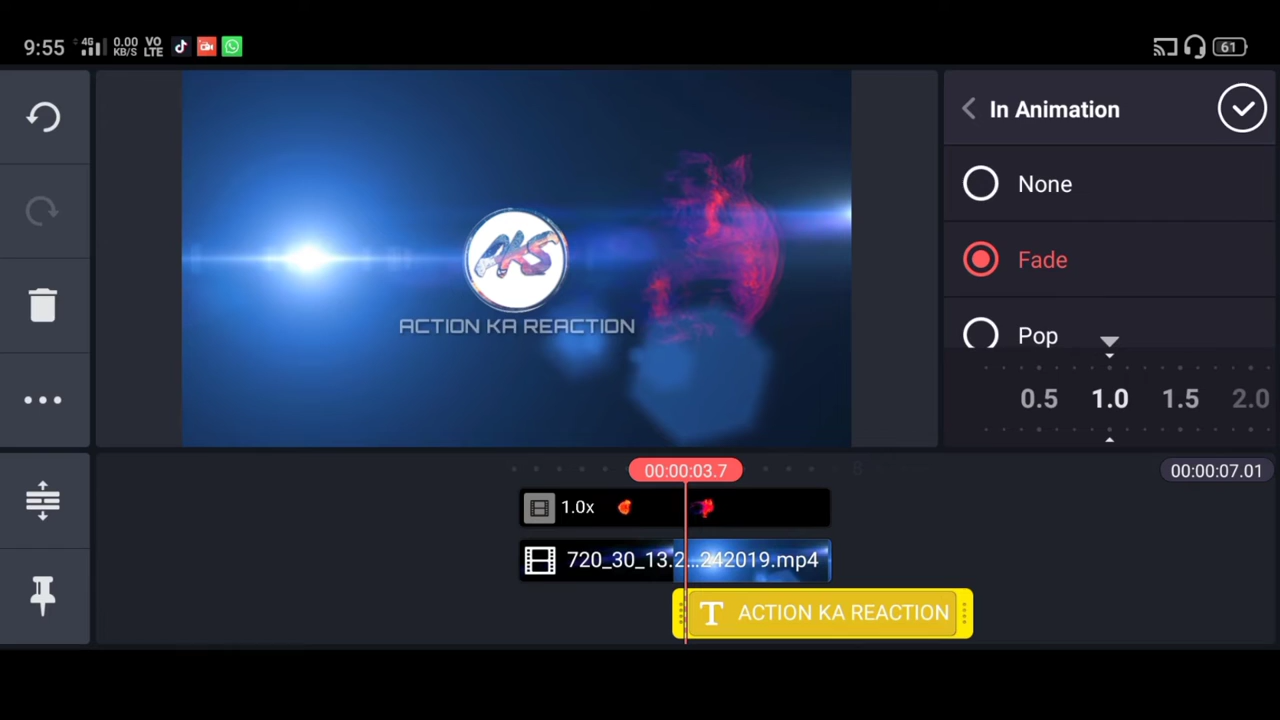 9:55 4G 0.00 KB/S VO LTE 61
In Animation
None
Fade
AKS
ACTION KA REACTION
Pop
0.5 1.0 1.5 2.0
00:00:03.7
00:00:07.01
1.0x
720_30_13.2...242019.mp4
T ACTION KA REACTION